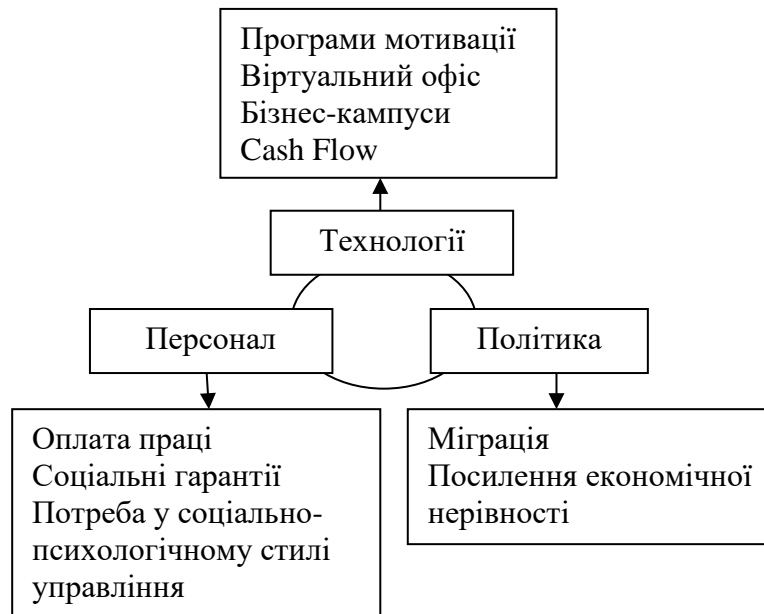 Програми мотивації
Віртуальний офіс
Бізнес-кампуси
Cash Flow
Технології
Персонал
Політика
Оплата праці
Соціальні гарантії
Потреба у соціально-
психологічному стилі
управління
Міграція
Посилення економічної
нерівності